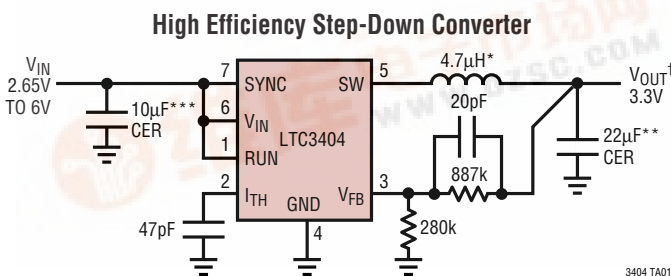 High Efficiency Step-Down Converter
VIN
2.65V
TO 6V
10µF***
CER
7
SYNC
6
VIN
1
RUN
2
ITH
47pF
LTC3404
GND
4
SW
5
VFB
3
4.7µH*
20pF
887k
280k
VOUT†
3.3V
22µF**
CER
3404 TA01